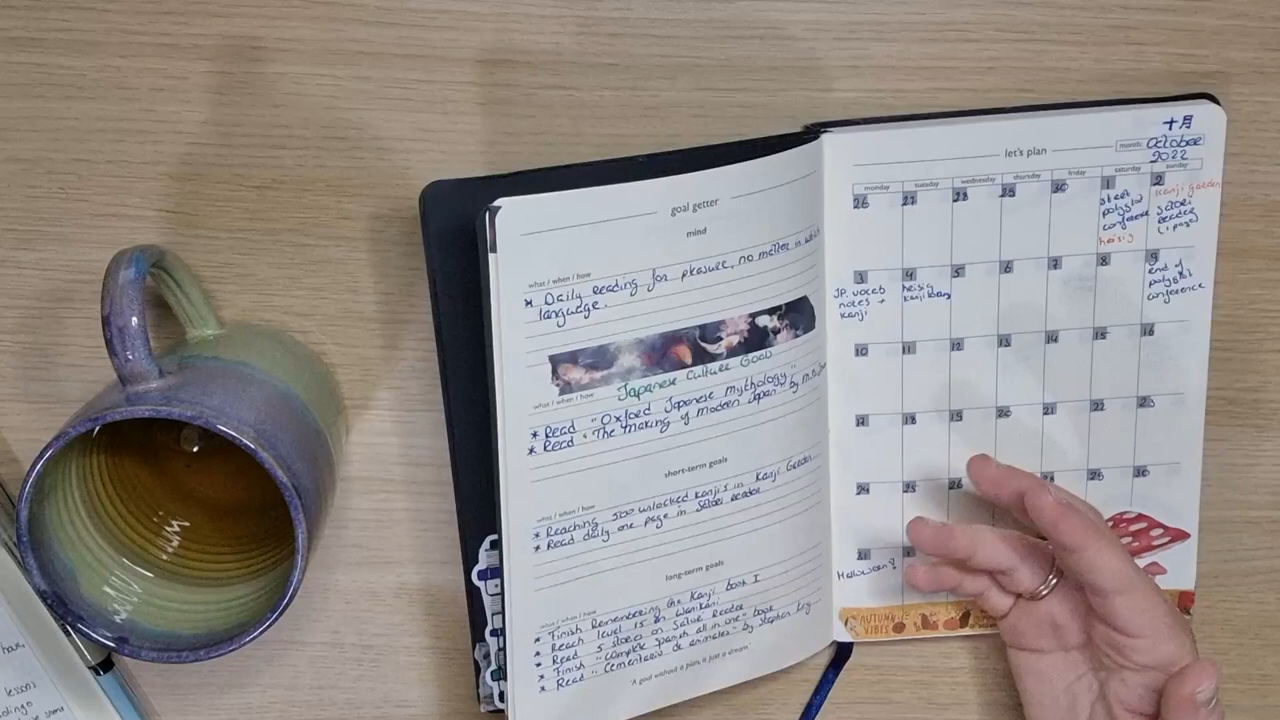 goal getter
mind
what / when / how
* Daily reading for pleasure, no matter in which
language.
Japanese Culture Goals
what / when / how
* Read "Oxford Japanese Mythology"
* Read "The Making of Modern Japan" by M.B.
short-term goals
what / when / how
* Reaching 500 unlocked kanjis in Kanji Garden
* Read daily one page in Satori Reader
long-term goals
what / when / how
* Finish Remembering the Kanji book I
* Reach level 15 on Wanikani
* Read 5 stories on Satori Reader
* Finish "Complete Spanish all in one" book
* Read "Cementario de animales" by Stephen King
'A goal without a plan is just a dream'
十月
let's plan
month: October
2022
monday tuesday wednesday thursday friday saturday sunday
26 27 28 29 30 1 2
start polyglot conference
heisig
kanji garden
satori reader
3 4 5 6 7 8 9
JP. vocab
notes +
kanji
heisig
end of
polyglot
conference
10 11 12 13 14 15 16
17 18 19 20 21 22 23
24 25 26 28 29 30
31 1
Halloween!
AUTUMN
VIBES
lesson